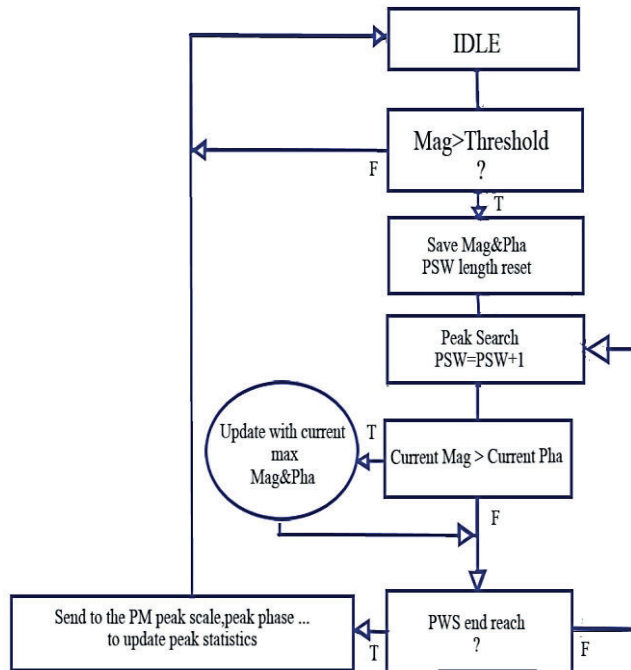 IDLE
Mag>Threshold
?
F
T
Save Mag&Pha
PSW length reset
Peak Search
PSW=PSW+1
Update with current
max
Mag&Pha
T
Current Mag > Current Pha
F
Send to the PM peak scale,peak phase ...
to update peak statistics
T
PWS end reach
?
F